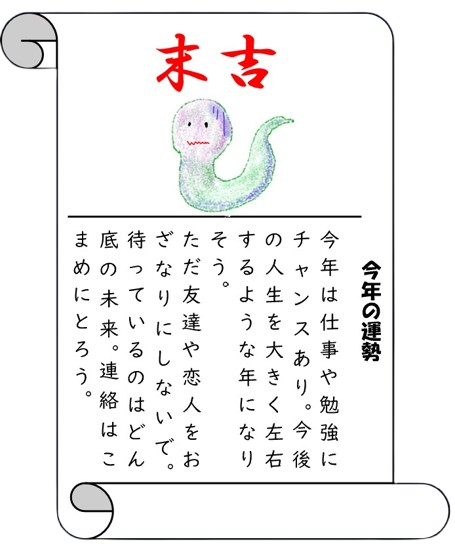 末吉
今年の運勢
今年は仕事や勉強に
チャンスあり。今後
の人生を大きく左右
するような年になり
そう。
ただ友達や恋人をお
ざなりにしないで。
待っているのはどん
底の未来。連絡はこ
まめにとろう。